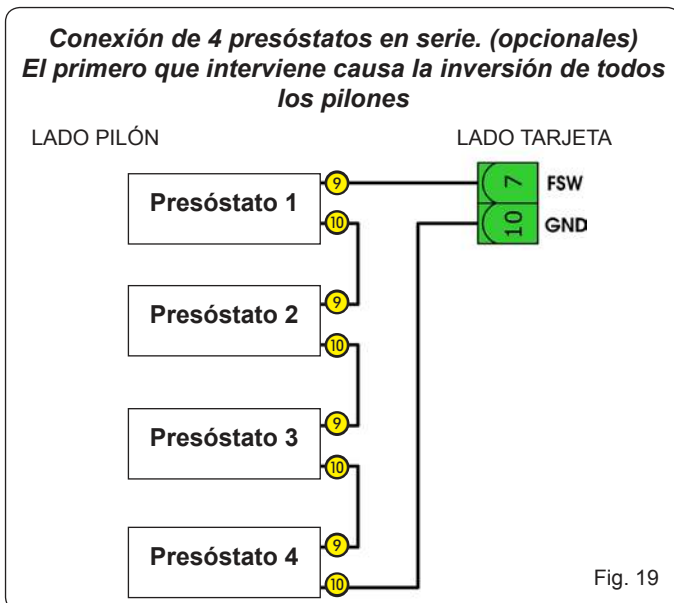 Conexión de 4 presóstatos en serie. (opcionales)
El primero que interviene causa la inversión de todos
los pilones
LADO PILÓN
LADO TARJETA
Presóstato 1
9
10
7
FSW
10
GND
Presóstato 2
9
10
Presóstato 3
9
10
Presóstato 4
9
10
Fig. 19